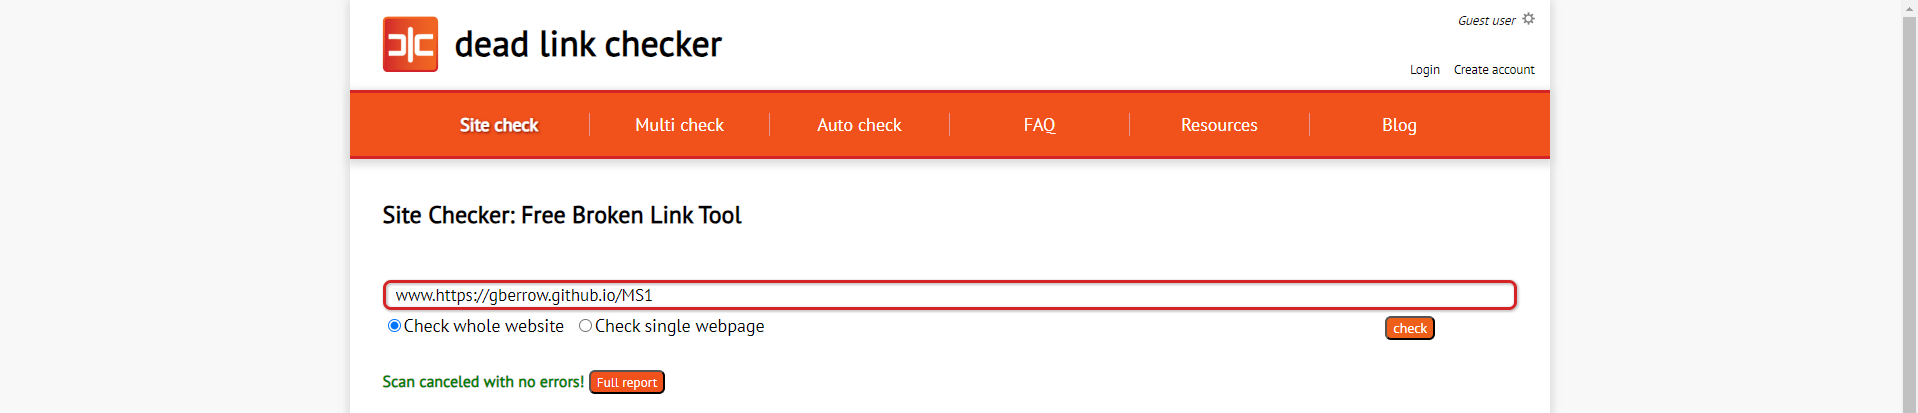 dead link checker
Guest user
Login Create account
Site check Multi check Auto check FAQ Resources Blog
Site Checker: Free Broken Link Tool
www.https://gberrow.github.io/MS1
Check whole website Check single webpage check
Scan canceled with no errors! Full report